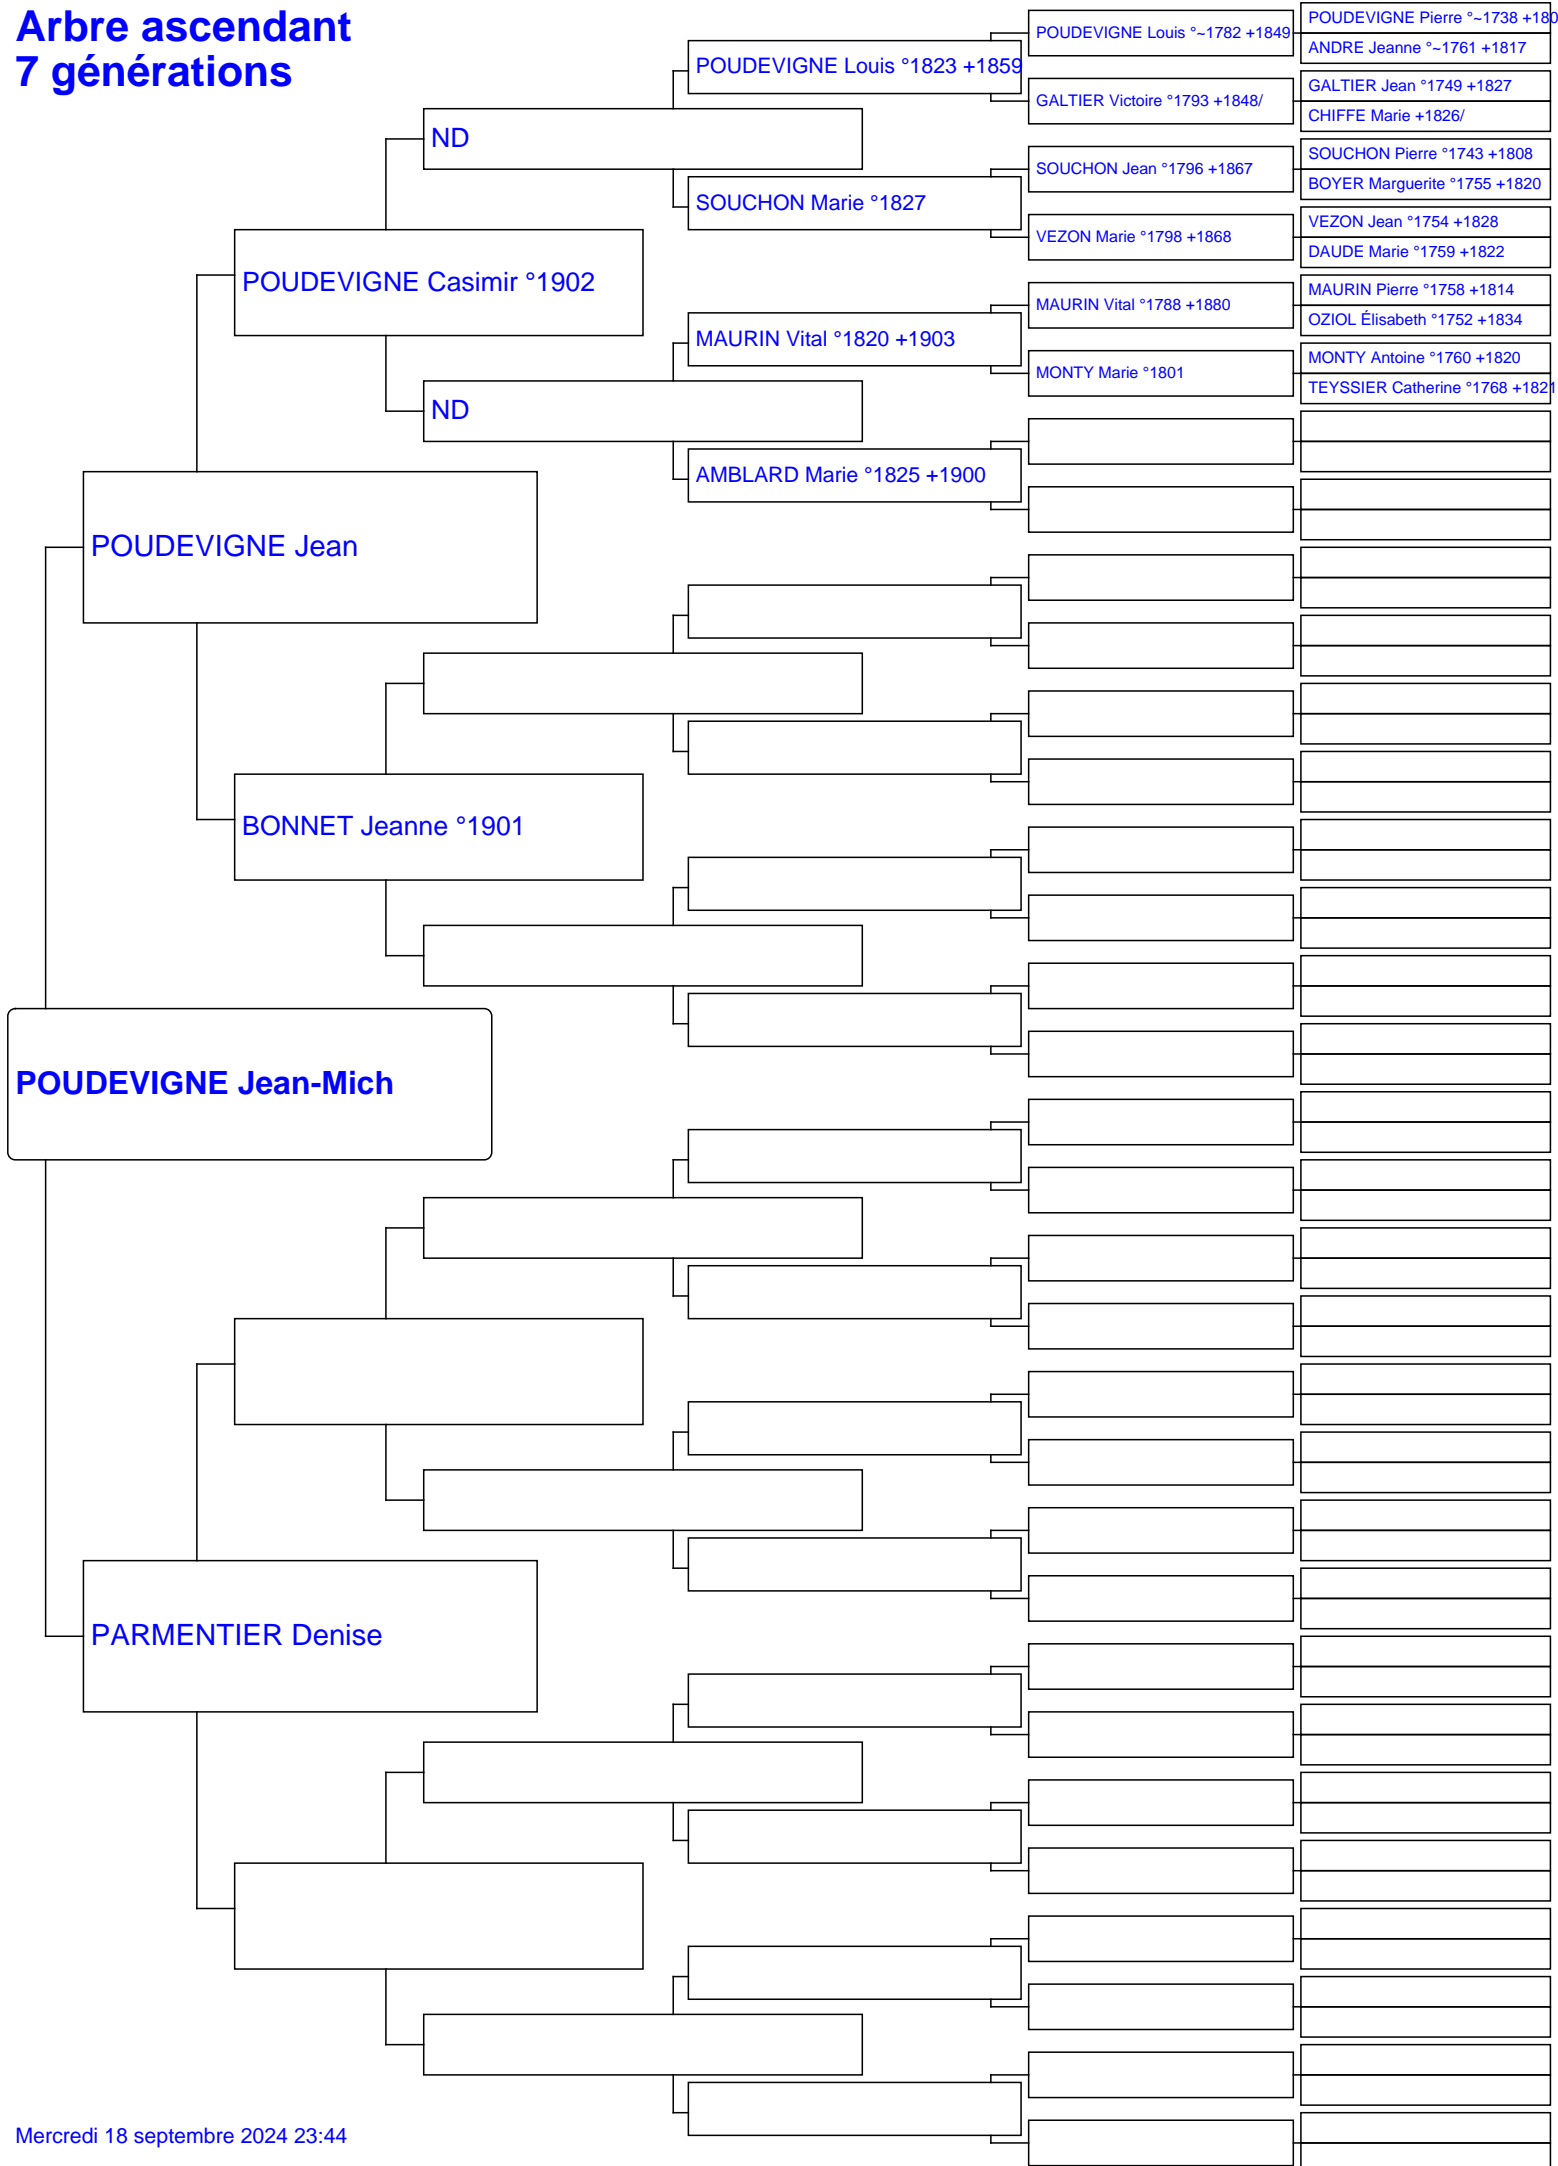 Arbre ascendant
7 générations
POUDEVIGNE Jean-Mich
POUDEVIGNE Jean
PARMENTIER Denise
POUDEVIGNE Casimir °1902
BONNET Jeanne °1901
ND
ND
POUDEVIGNE Louis °1823 +1859
SOUCHON Marie °1827
MAURIN Vital °1820 +1903
AMBLARD Marie °1825 +1900
POUDEVIGNE Louis °~1782 +1849
GALTIER Victoire °1793 +1848/
SOUCHON Jean °1796 +1867
VEZON Marie °1798 +1868
MAURIN Vital °1788 +1880
MONTY Marie °1801
POUDEVIGNE Pierre °~1738 +180
ANDRE Jeanne °~1761 +1817
GALTIER Jean °1749 +1827
CHIFFE Marie +1826/
SOUCHON Pierre °1743 +1808
BOYER Marguerite °1755 +1820
VEZON Jean °1754 +1828
DAUDE Marie °1759 +1822
MAURIN Pierre °1758 +1814
OZIOL Élisabeth °1752 +1834
MONTY Antoine °1760 +1820
TEYSSIER Catherine °1768 +1821
Mercredi 18 septembre 2024 23:44